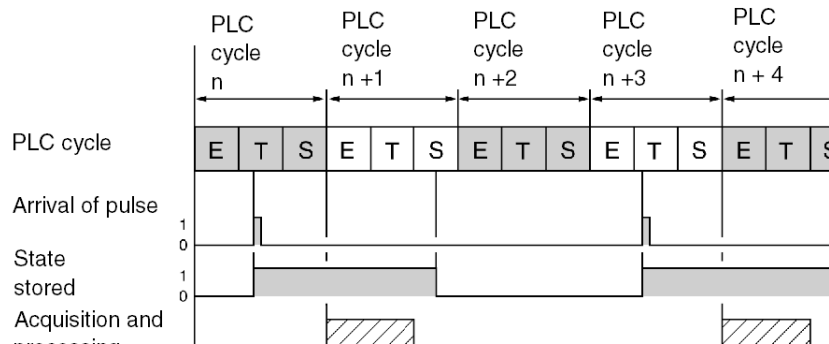 PLC
cycle
n
PLC
cycle
n +1
PLC
cycle
n +2
PLC
cycle
n +3
PLC
cycle
n + 4
PLC cycle
E T S E T S E T S E T S E T S
Arrival of pulse
1
0
State
stored
1
0
Acquisition and
processing